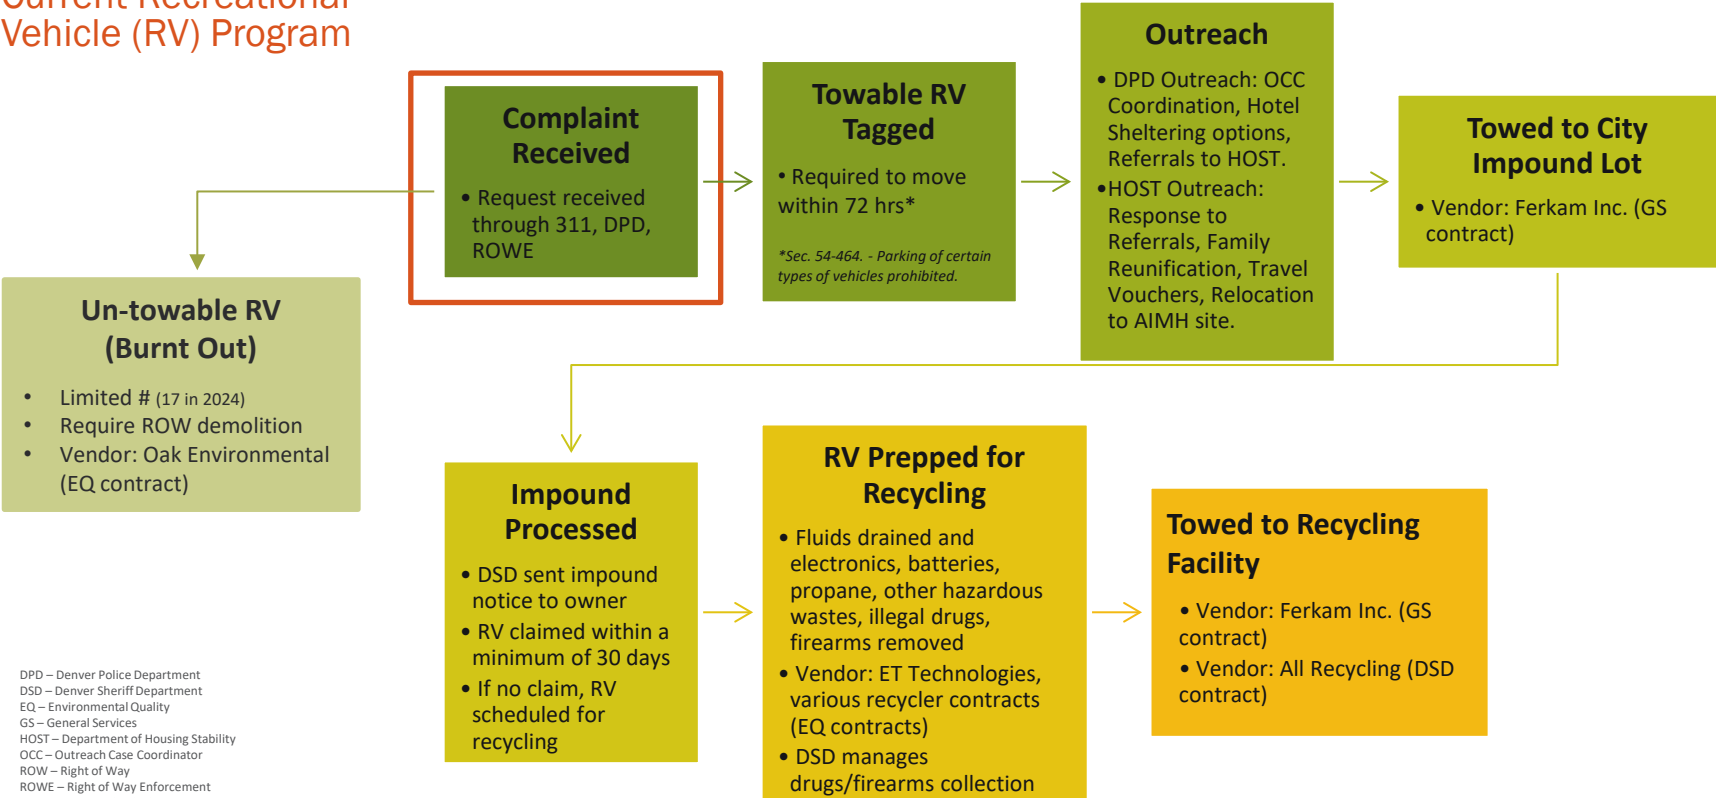 Current Recreational
Vehicle (RV) Program
Complaint
Received
• Request received
through 311, DPD,
ROWE
Towable RV
Tagged
• Required to move
within 72 hrs*
*Sec. 54-464. - Parking of certain
types of vehicles prohibited.
Outreach
• DPD Outreach: OCC
Coordination, Hotel
Sheltering options,
Referrals to HOST.
•HOST Outreach:
Response to
Referrals, Family
Reunification, Travel
Vouchers, Relocation
to AIMH site.
Towed to City
Impound Lot
• Vendor: Ferkam Inc. (GS
contract)
Un-towable RV
(Burnt Out)
• Limited # (17 in 2024)
• Require ROW demolition
• Vendor: Oak Environmental
(EQ contract)
Impound
Processed
• DSD sent impound
notice to owner
• RV claimed within a
minimum of 30 days
• If no claim, RV
scheduled for
recycling
RV Prepped for
Recycling
• Fluids drained and
electronics, batteries,
propane, other hazardous
wastes, illegal drugs,
firearms removed
• Vendor: ET Technologies,
various recycler contracts
(EQ contracts)
• DSD manages
drugs/firearms collection
Towed to Recycling
Facility
• Vendor: Ferkam Inc. (GS
contract)
• Vendor: All Recycling (DSD
contract)
DPD – Denver Police Department
DSD – Denver Sheriff Department
EQ – Environmental Quality
GS – General Services
HOST – Department of Housing Stability
OCC – Outreach Case Coordinator
ROW – Right of Way
ROWE – Right of Way Enforcement